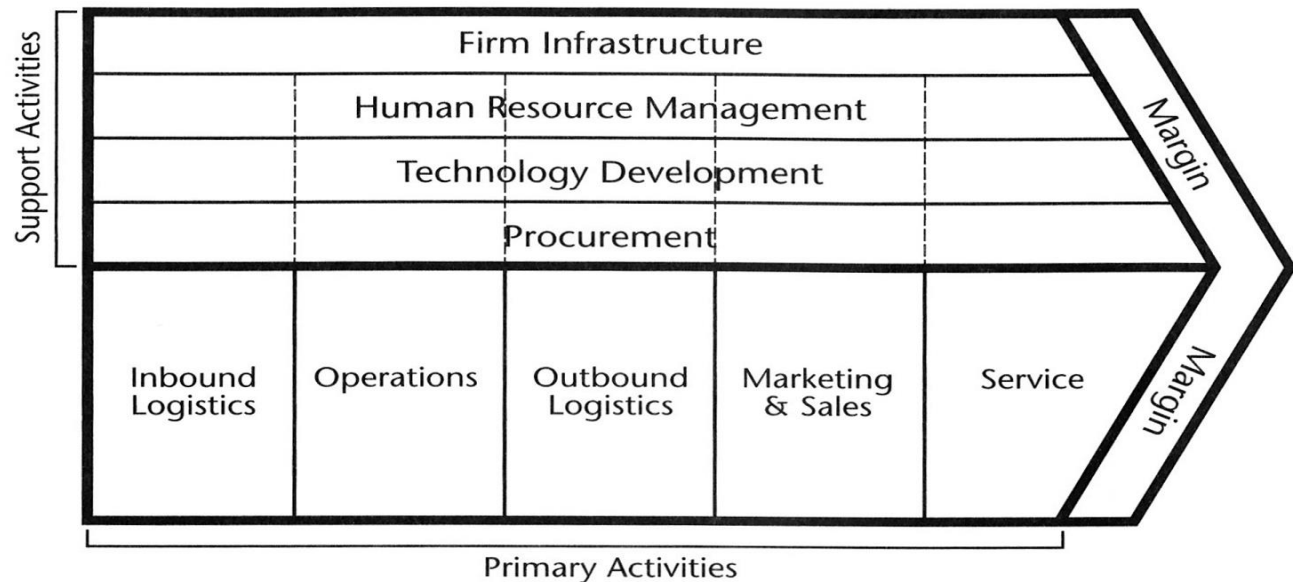 Support Activities
Firm Infrastructure
Human Resource Management
Technology Development
Procurement
Inbound
Logistics
Operations
Outbound
Logistics
Marketing
& Sales
Service
Margin
Margin
Primary Activities